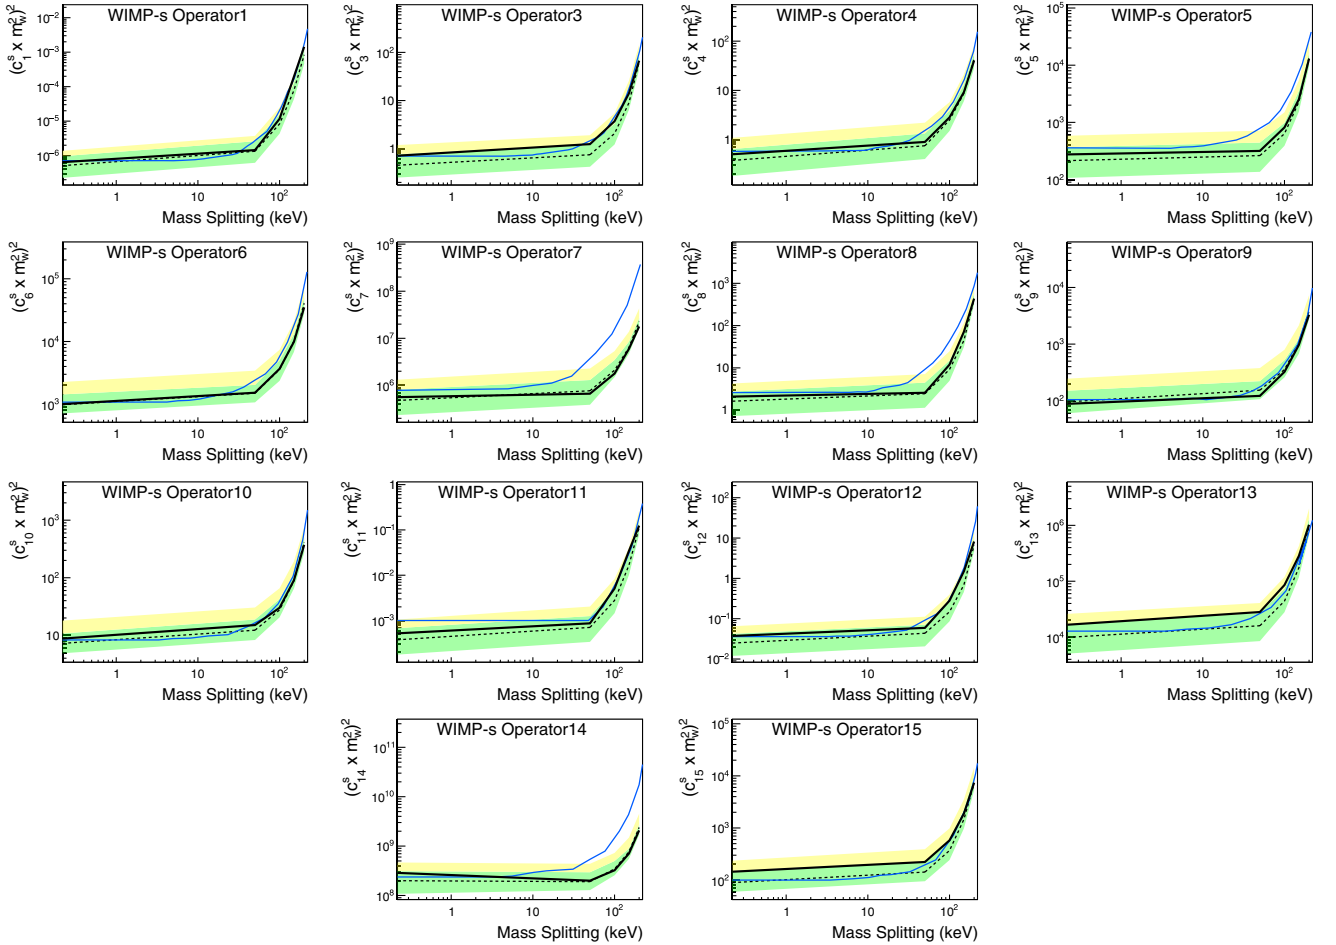 WIMP-s Operator1
(c₁ˢ x m_w²)²
10⁻²
10⁻³
10⁻⁴
10⁻⁵
10⁻⁶
1
10
10²
Mass Splitting (keV)
WIMP-s Operator3
(c₃ˢ x m_w²)²
10²
10
1
1
10
10²
Mass Splitting (keV)
WIMP-s Operator4
(c₄ˢ x m_w²)²
10²
10
1
1
10
10²
Mass Splitting (keV)
WIMP-s Operator5
(c₅ˢ x m_w²)²
10⁵
10⁴
10³
10²
1
10
10²
Mass Splitting (keV)
WIMP-s Operator6
(c₆ˢ x m_w²)²
10⁵
10⁴
10³
1
10
10²
Mass Splitting (keV)
WIMP-s Operator7
(c₇ˢ x m_w²)²
10⁹
10⁸
10⁷
10⁶
1
10
10²
Mass Splitting (keV)
WIMP-s Operator8
(c₈ˢ x m_w²)²
10³
10²
10
1
1
10
10²
Mass Splitting (keV)
WIMP-s Operator9
(c₉ˢ x m_w²)²
10⁴
10³
10²
1
10
10²
Mass Splitting (keV)
WIMP-s Operator10
(c₁₀ˢ x m_w²)²
10³
10²
10
1
10
10²
Mass Splitting (keV)
WIMP-s Operator11
(c₁₁ˢ x m_w²)²
1
10⁻¹
10⁻²
10⁻³
1
10
10²
Mass Splitting (keV)
WIMP-s Operator12
(c₁₂ˢ x m_w²)²
10²
10
1
10⁻¹
10⁻²
1
10
10²
Mass Splitting (keV)
WIMP-s Operator13
(c₁₃ˢ x m_w²)²
10⁶
10⁵
10⁴
1
10
10²
Mass Splitting (keV)
WIMP-s Operator14
(c₁₄ˢ x m_w²)²
10¹¹
10¹⁰
10⁹
10⁸
1
10
10²
Mass Splitting (keV)
WIMP-s Operator15
(c₁₅ˢ x m_w²)²
10⁵
10⁴
10³
10²
1
10
10²
Mass Splitting (keV)